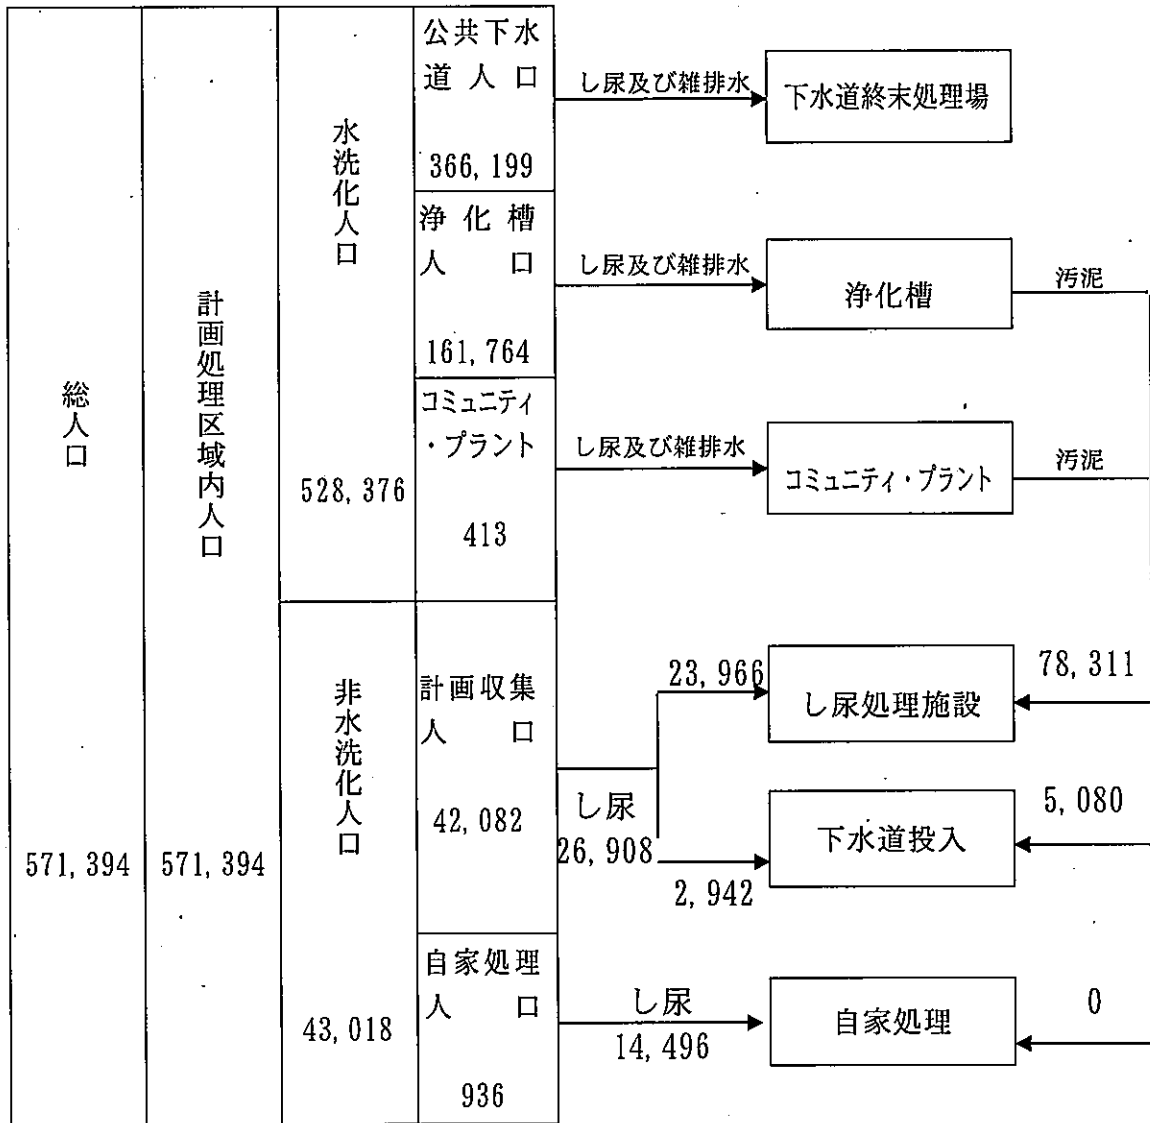 総人口
571,394
計画処理区域内人口
571,394
水洗化人口
528,376
非水洗化人口
43,018
公共下水
道人口
366,199
浄化槽
人口
161,764
コミュニティ
・プラント
413
計画収集
人口
42,082
自家処理
人口
936
し尿及び雑排水
下水道終末処理場
し尿及び雑排水
浄化槽
汚泥
し尿及び雑排水
コミュニティ・プラント
汚泥
し尿
26,908
23,966
し尿処理施設
78,311
2,942
下水道投入
5,080
し尿
14,496
自家処理
0